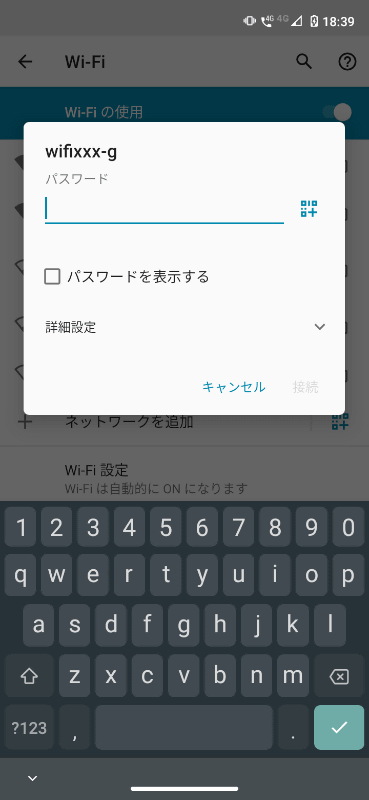 4G 4G 18:39
Wi-Fi
Wi-Fi の使用
wifixxx-g
パスワード
パスワードを表示する
詳細設定
キャンセル 接続
ネットワークを追加
Wi-Fi 設定
Wi-Fi は自動的に ON になります
1 2 3 4 5 6 7 8 9 0
q w e r t y u i o p
a s d f g h j k l
z x c v b n m
?123 , .